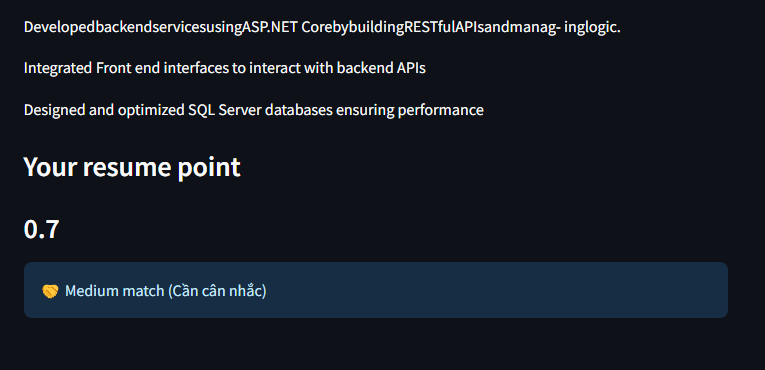 DevelopedbackendservicesusingASP.NET CorebybuildingRESTfulAPIsandmanag- inglogic.
Integrated Front end interfaces to interact with backend APIs
Designed and optimized SQL Server databases ensuring performance
Your resume point
0.7
🤝 Medium match (Cần cân nhắc)